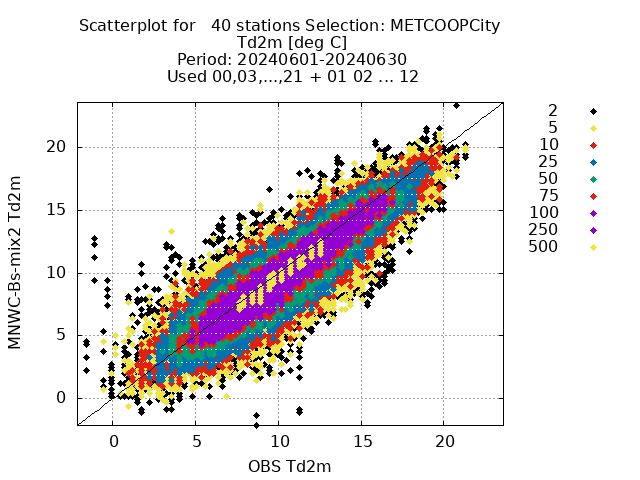 Scatterplot for 40 stations Selection: METCOOPCity
Td2m [deg C]
Period: 20240601-20240630
Used 00,03,...,21 + 01 02 ... 12
MNWC-Bs-mix2 Td2m
20
15
10
5
0
0 5 10 15 20
OBS Td2m
2
5
10
25
50
75
100
250
500